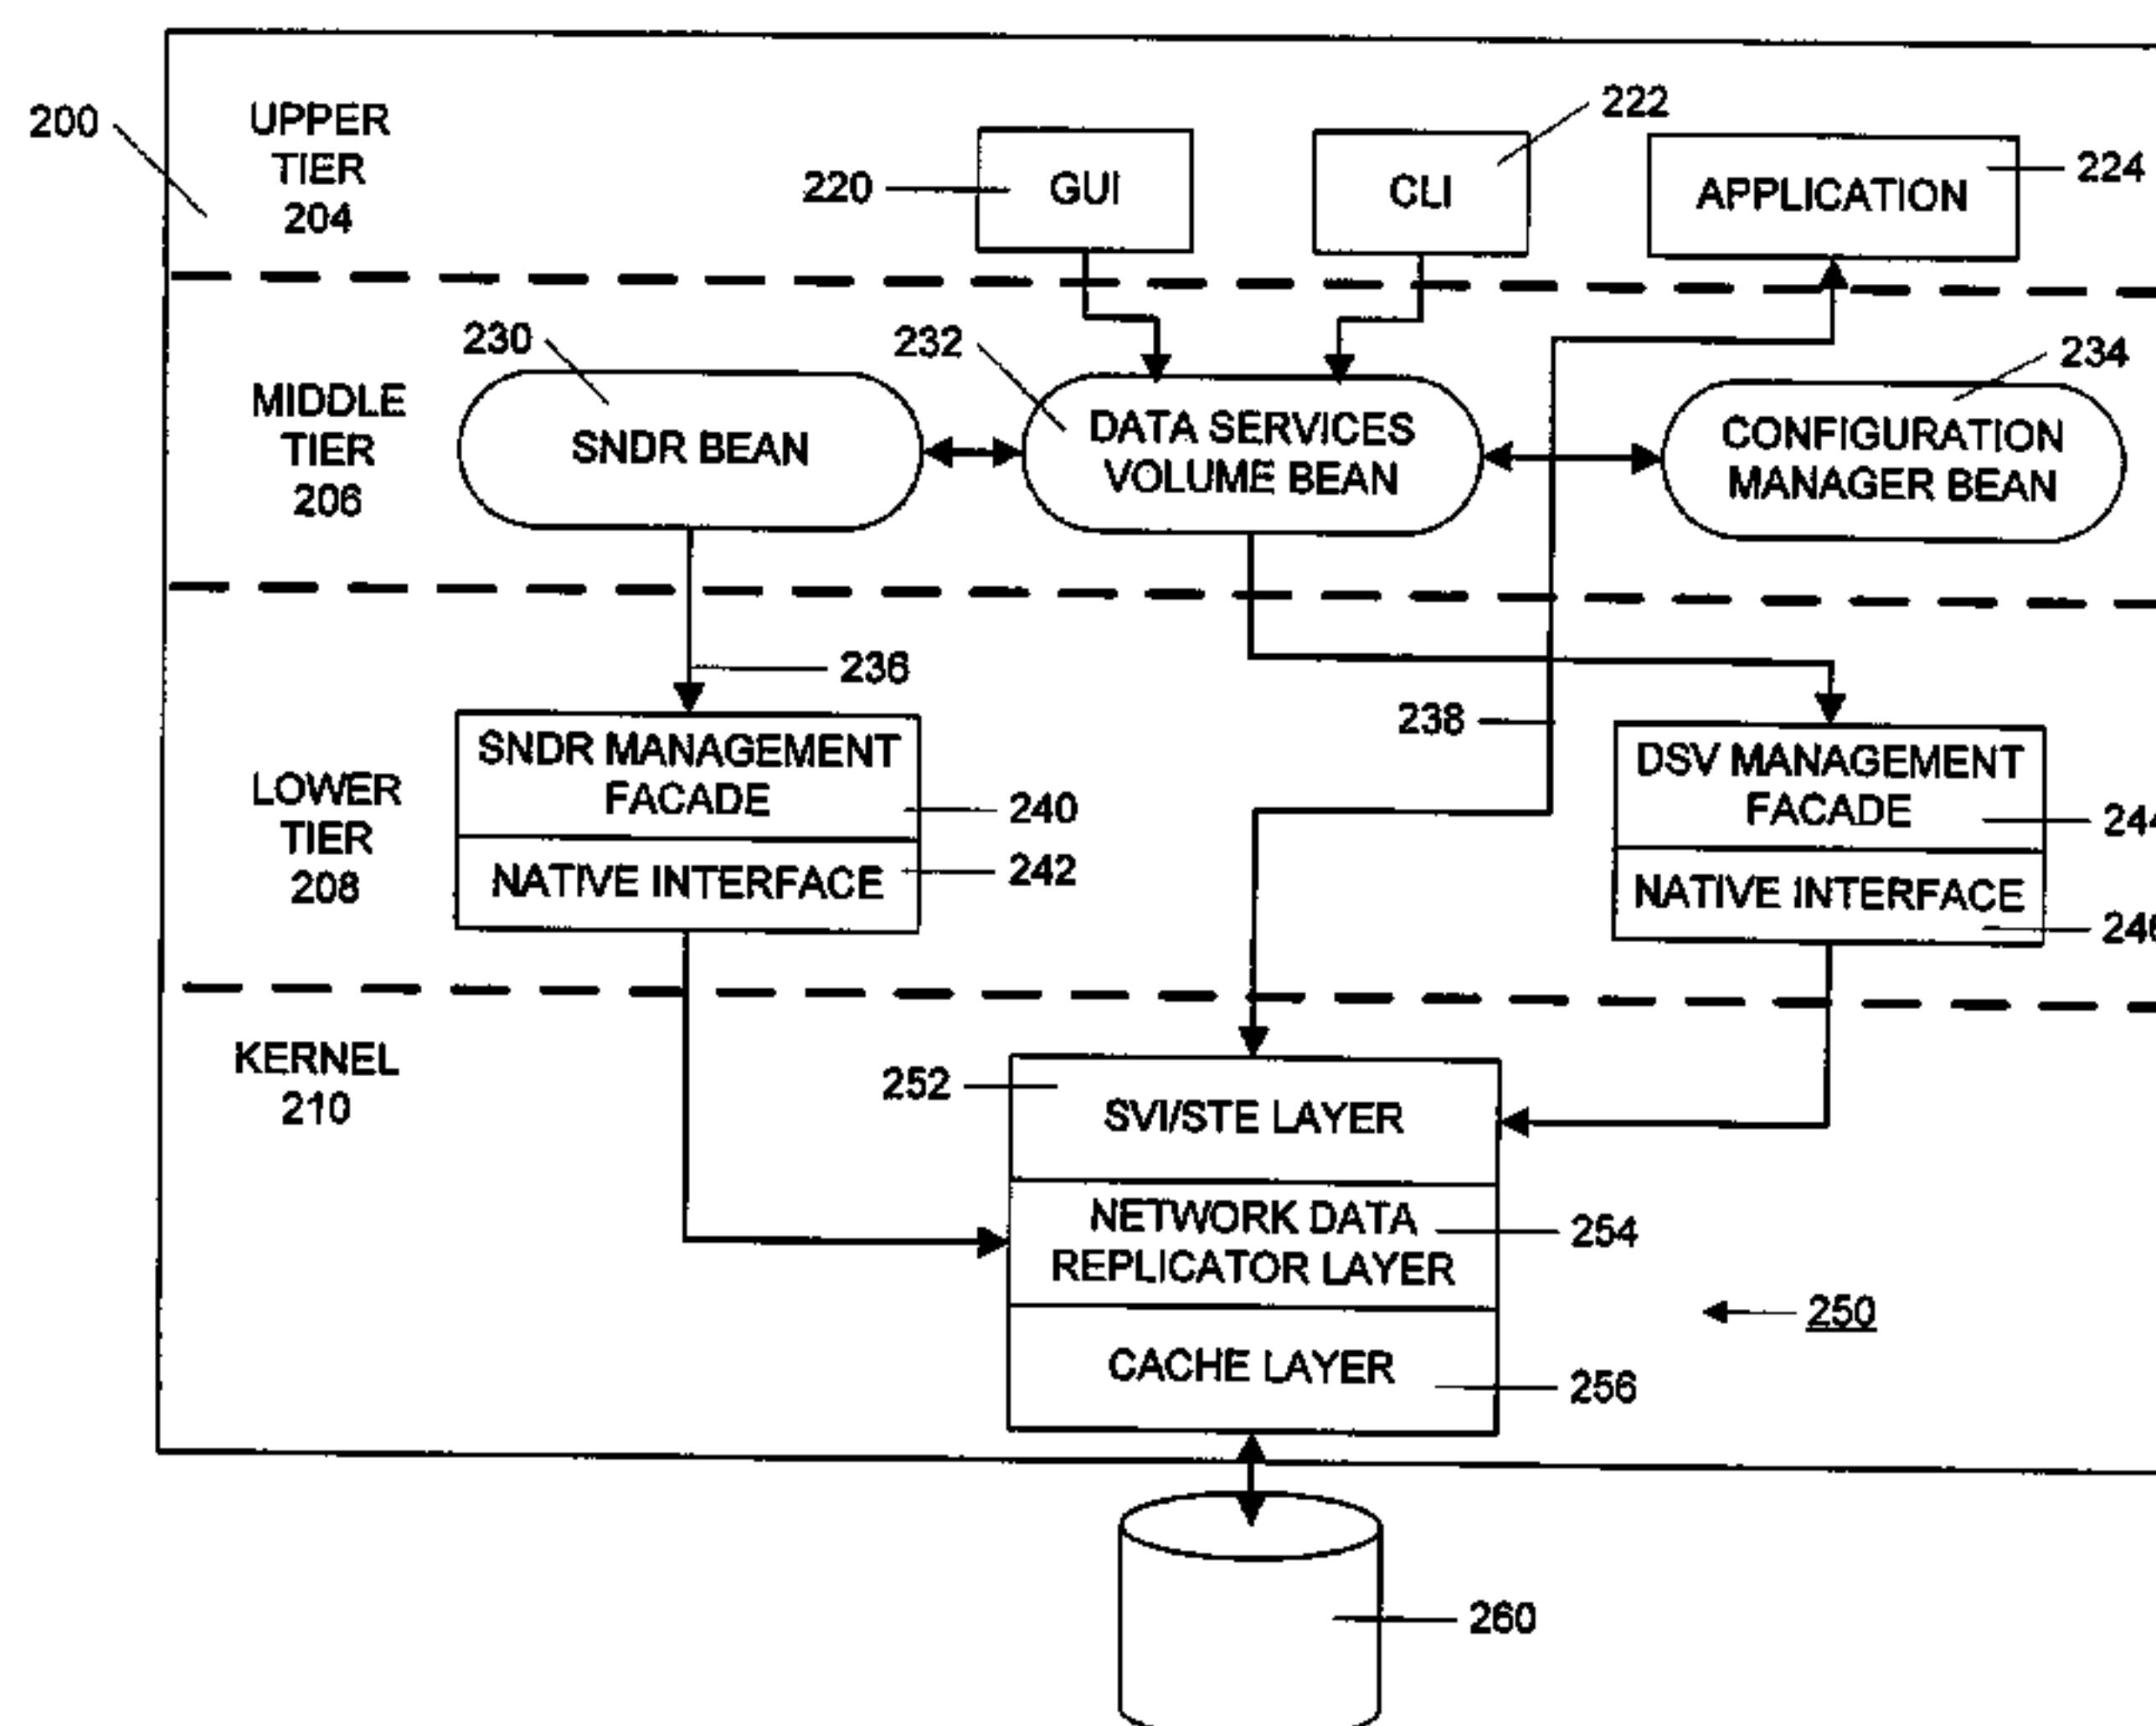 200
UPPER
TIER
204
220
GUI
222
CLI
APPLICATION
224
MIDDLE
TIER
206
230
SNDR BEAN
232
DATA SERVICES
VOLUME BEAN
234
CONFIGURATION
MANAGER BEAN
236
238
LOWER
TIER
208
SNDR MANAGEMENT
FACADE
240
NATIVE INTERFACE
242
DSV MANAGEMENT
FACADE
244
NATIVE INTERFACE
246
KERNEL
210
252
SVI/STE LAYER
NETWORK DATA
REPLICATOR LAYER
254
250
CACHE LAYER
256
260